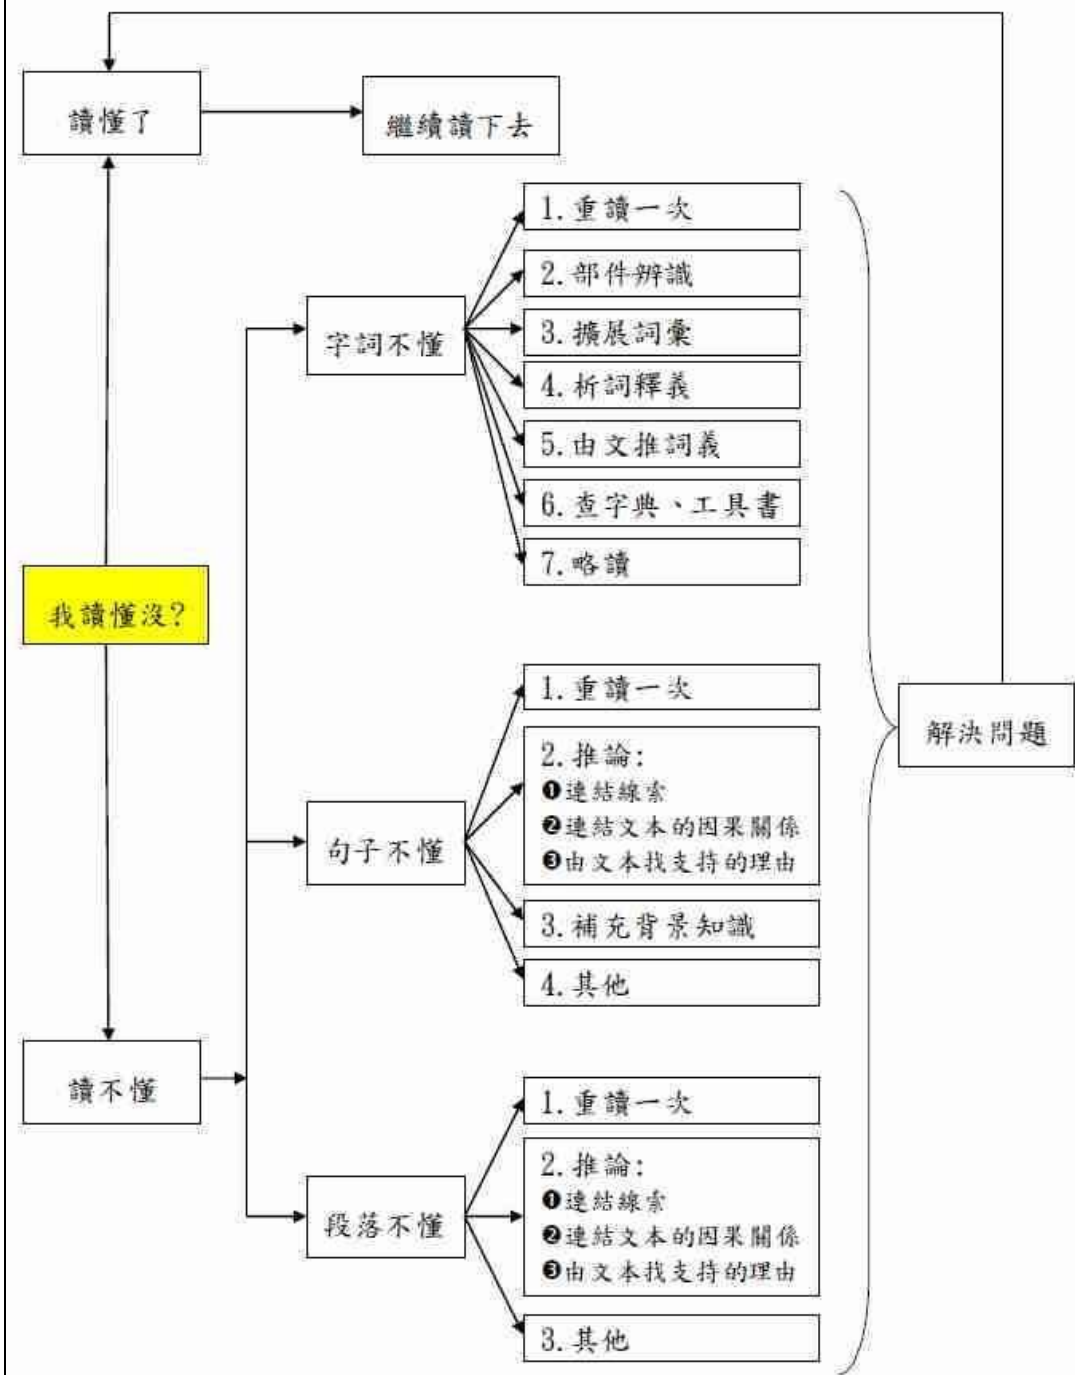 讀懂了
繼續讀下去
我讀懂沒?
讀不懂
字詞不懂
1.重讀一次
2.部件辨識
3.擴展詞彙
4.析詞釋義
5.由文推詞義
6.查字典、工具書
7.略讀
句子不懂
1.重讀一次
2.推論:
❶連結線索
❷連結文本的因果關係
❸由文本找支持的理由
3.補充背景知識
4.其他
段落不懂
1.重讀一次
2.推論:
❶連結線索
❷連結文本的因果關係
❸由文本找支持的理由
3.其他
解決問題